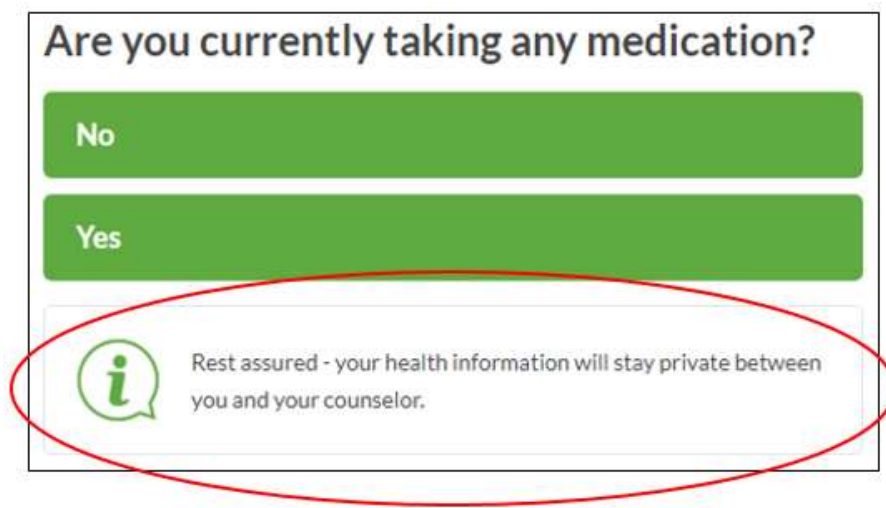 Are you currently taking any medication?
No
Yes
Rest assured - your health information will stay private between
you and your counselor.